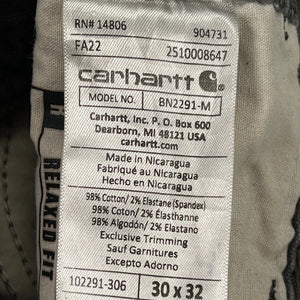 RN# 14806 904731
FA22 2510008647
carhartt
MODEL NO. BN2291-M
Carhartt, Inc. P. O. Box 600
Dearborn, MI 48121 USA
carhartt.com
Made in Nicaragua
Fabriqué au Nicaragua
Hecho en Nicaragua
98% Cotton/ 2% Elastane (Spandex)
98% Cotton/ 2% Élasthanne
98% Algodón/ 2% Elastano
Exclusive Trimming
Sauf Garnitures
Excepto Adorno
102291-306 30 X 32
RELAXED FIT